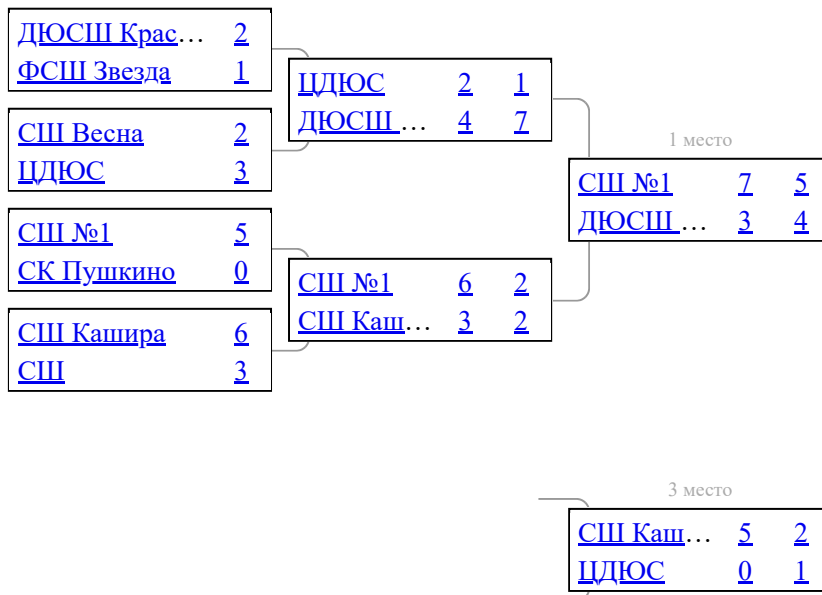 ДЮСШ Крас… 2
ФСШ Звезда 1
СШ Весна 2
ЦДЮС 3
СШ №1 5
СК Пушкино 0
СШ Кашира 6
СШ 3
ЦДЮС 2 1
ДЮСШ … 4 7
СШ №1 6 2
СШ Каш… 3 2
1 место
СШ №1 7 5
ДЮСШ … 3 4
3 место
СШ Каш… 5 2
ЦДЮС 0 1